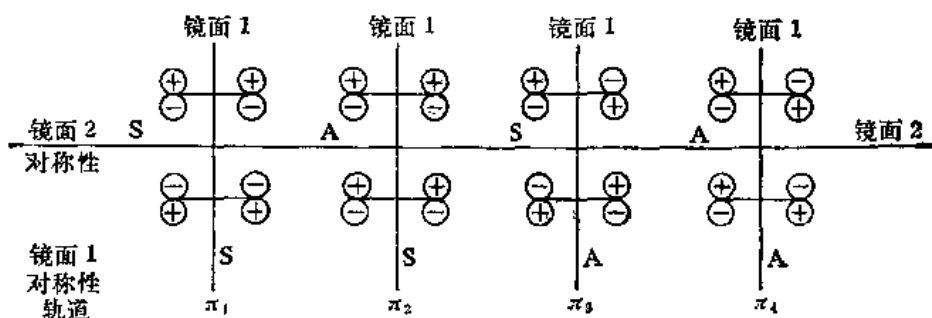 镜面 1 镜面 1 镜面 1 镜面 1
+ + + + + − + −
− − − − − + − +
镜面 2 S A S A 镜面 2
对称性
− − + + − + + −
+ + − − + − − +
镜面 1 S S A A
对称性
轨道 π₁ π₂ π₃ π₄